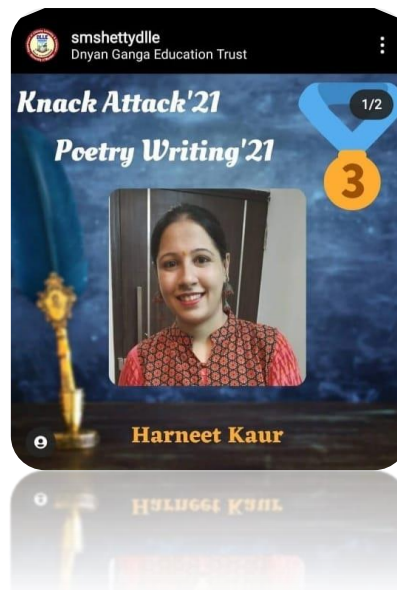 smshettydlle
Dnyan Ganga Education Trust
Knack Attack'21
1/2
Poetry Writing'21
3
Harneet Kaur